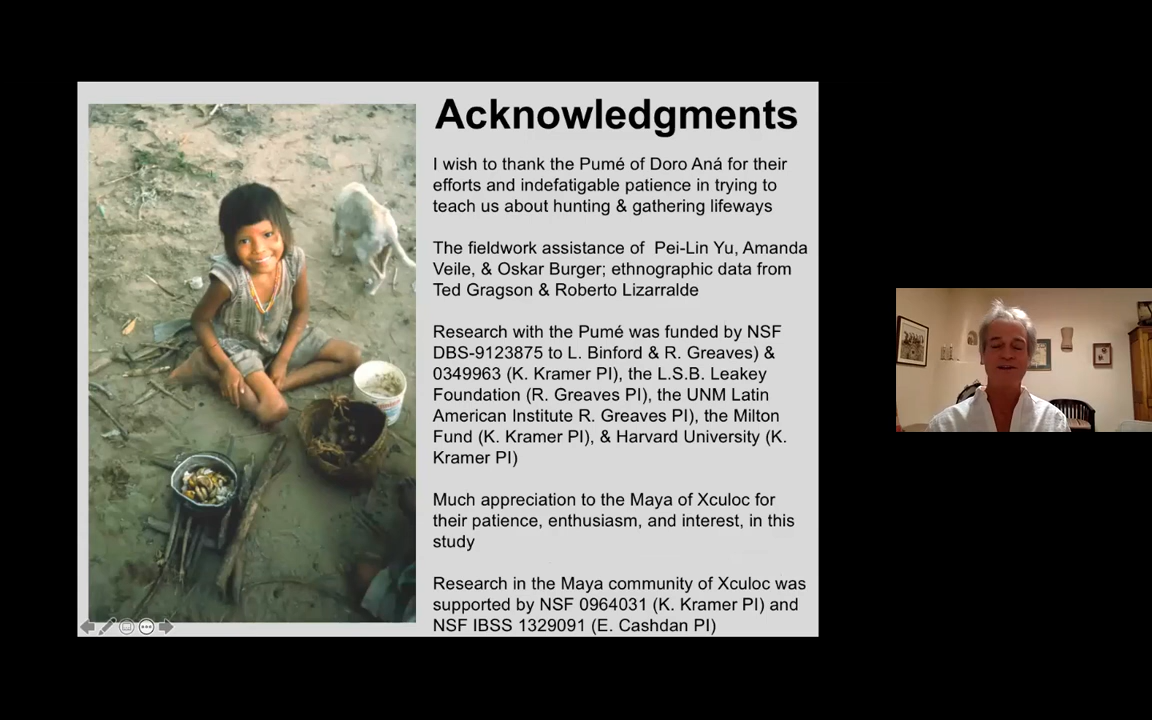 Acknowledgments
I wish to thank the Pumé of Doro Aná for their
efforts and indefatigable patience in trying to
teach us about hunting & gathering lifeways
The fieldwork assistance of  Pei-Lin Yu, Amanda
Veile, & Oskar Burger; ethnographic data from
Ted Gragson & Roberto Lizarralde
Research with the Pumé was funded by NSF
DBS-9123875 to L. Binford & R. Greaves) &
0349963 (K. Kramer PI), the L.S.B. Leakey
Foundation (R. Greaves PI), the UNM Latin
American Institute R. Greaves PI), the Milton
Fund (K. Kramer PI), & Harvard University (K.
Kramer PI)
Much appreciation to the Maya of Xculoc for
their patience, enthusiasm, and interest, in this
study
Research in the Maya community of Xculoc was
supported by NSF 0964031 (K. Kramer PI) and
NSF IBSS 1329091 (E. Cashdan PI)